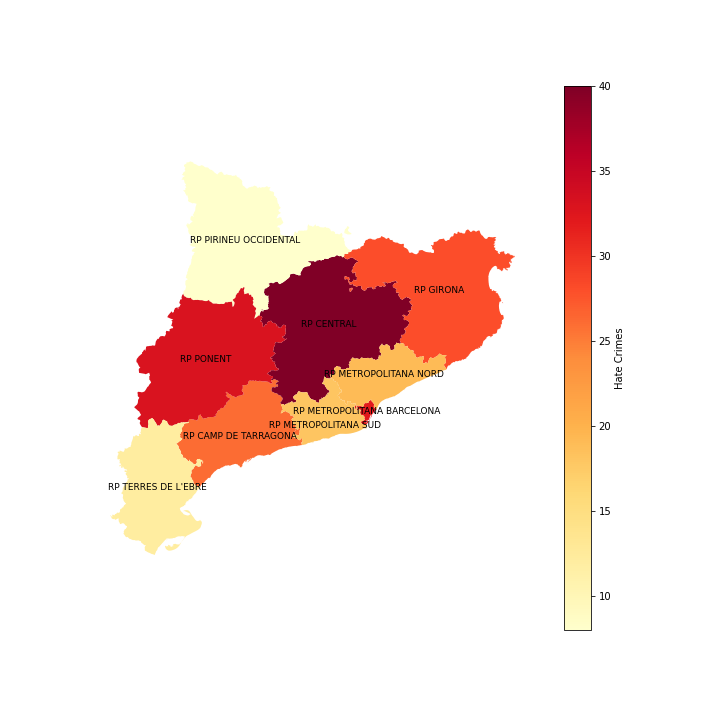 40
35
30
25
20
15
10
Hate Crimes
RP PIRINEU OCCIDENTAL
RP GIRONA
RP CENTRAL
RP PONENT
RP METROPOLITANA NORD
RP METROPOLITANA BARCELONA
RP METROPOLITANA SUD
RP CAMP DE TARRAGONA
RP TERRES DE L'EBRE